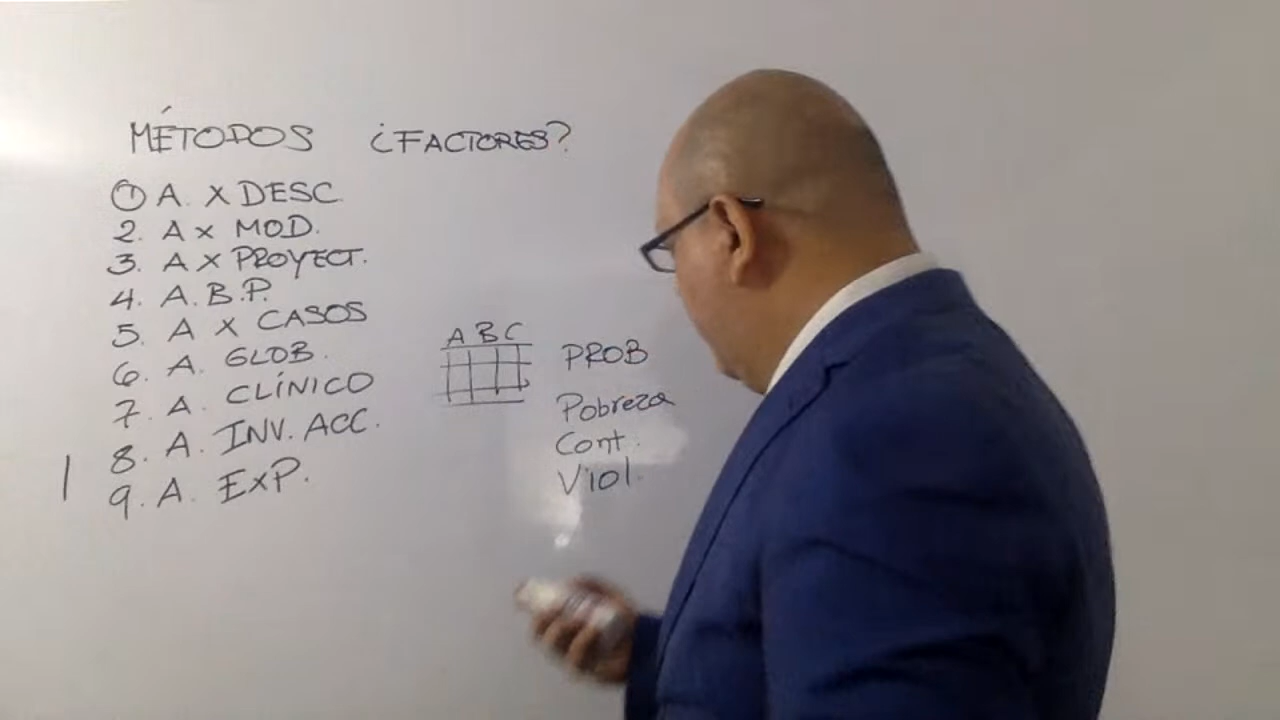 MÉTODOS ¿FACTORES?
1 A. X DESC.
2. A X MOD.
3. A X PROYECT.
4. A.B.P.
5. A X CASOS
6. A. GLOB.
7. A. CLÍNICO
8. A. INV. ACC.
9. A. EXP.
A B C
PROB
Pobreza
Cont.
Viol.